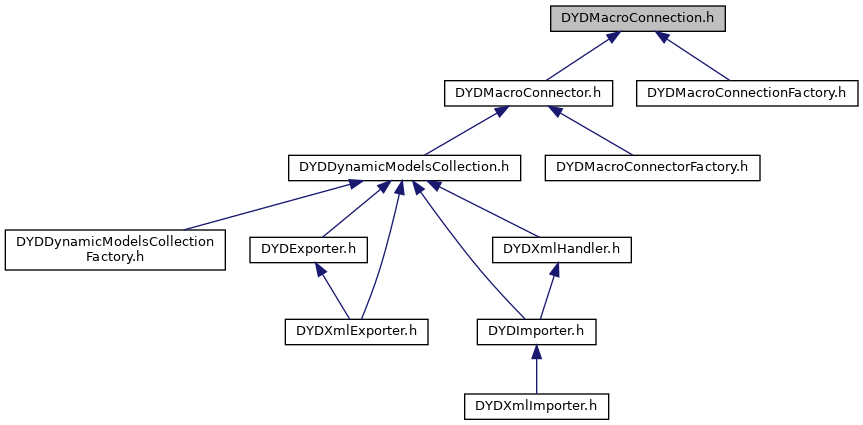 DYDMacroConnection.h
DYDMacroConnector.h
DYDMacroConnectionFactory.h
DYDDynamicModelsCollection.h
DYDMacroConnectorFactory.h
DYDDynamicModelsCollection
Factory.h
DYDExporter.h
DYDXmlHandler.h
DYDXmlExporter.h
DYDImporter.h
DYDXmlImporter.h